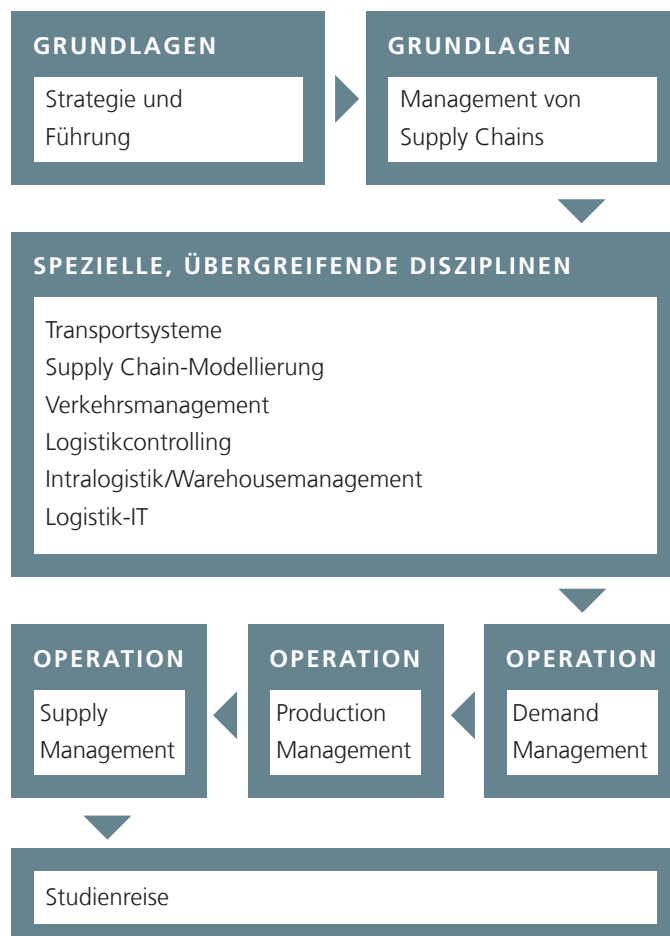 GRUNDLAGEN
Strategie und
Führung
GRUNDLAGEN
Management von
Supply Chains
SPEZIELLE, ÜBERGREIFENDE DISZIPLINEN
Transportsysteme
Supply Chain-Modellierung
Verkehrsmanagement
Logistikcontrolling
Intralogistik/Warehousemanagement
Logistik-IT
OPERATION
Supply
Management
OPERATION
Production
Management
OPERATION
Demand
Management
Studienreise